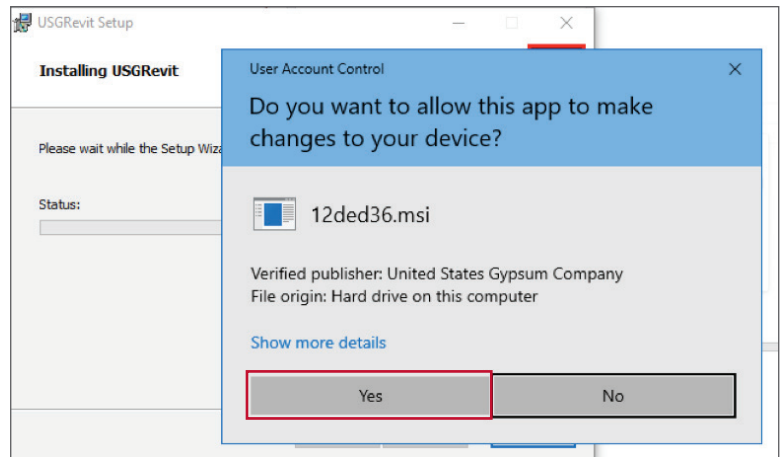 USGRevit Setup
Installing USGRevit
Please wait while the Setup Wiza
Status:
User Account Control
Do you want to allow this app to make
changes to your device?
12ded36.msi
Verified publisher: United States Gypsum Company
File origin: Hard drive on this computer
Show more details
Yes
No